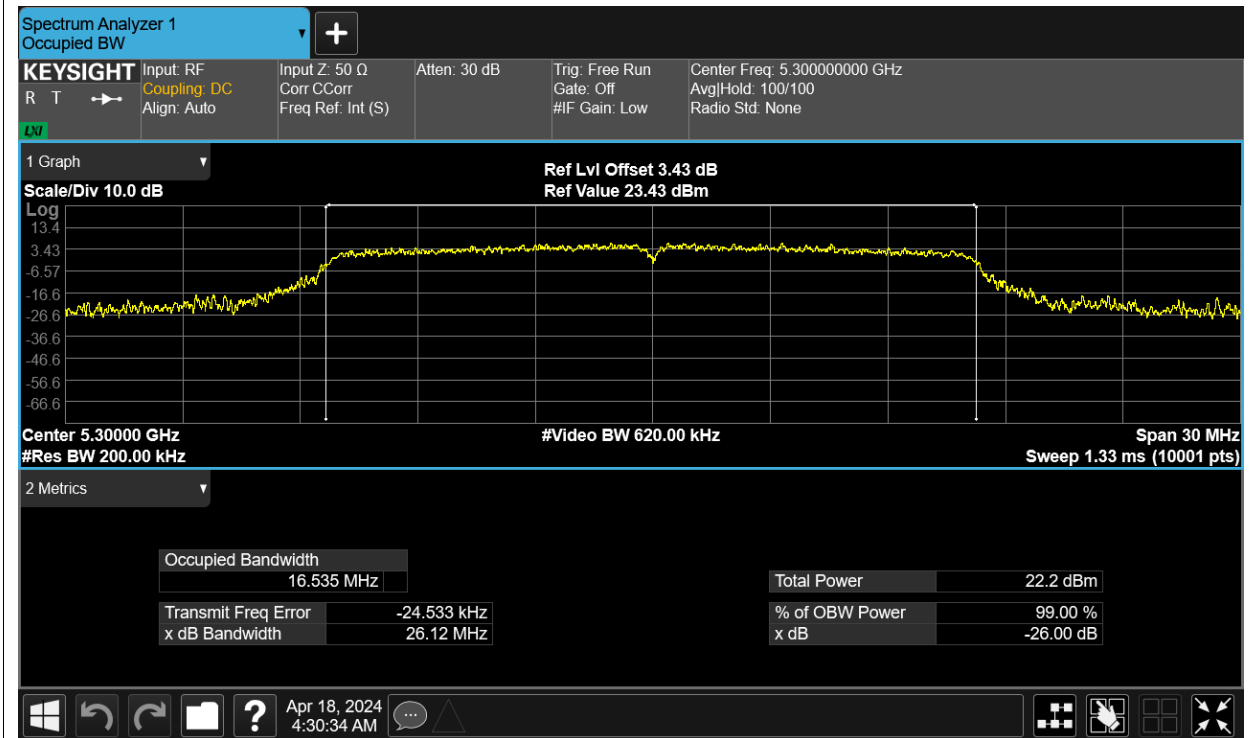 Spectrum Analyzer 1
Occupied BW
KEYSIGHT
R T
LXI
Input: RF
Coupling: DC
Align: Auto
Input Z: 50 Ω
Corr CCorr
Freq Ref: Int (S)
Atten: 30 dB
Trig: Free Run
Gate: Off
#IF Gain: Low
Center Freq: 5.300000000 GHz
Avg|Hold: 100/100
Radio Std: None
1 Graph
Scale/Div 10.0 dB
Ref Lvl Offset 3.43 dB
Ref Value 23.43 dBm
Log
13.4
3.43
-6.57
-16.6
-26.6
-36.6
-46.6
-56.6
-66.6
Center 5.30000 GHz
#Video BW 620.00 kHz
Span 30 MHz
#Res BW 200.00 kHz
Sweep 1.33 ms (10001 pts)
2 Metrics
Occupied Bandwidth
16.535 MHz
Total Power 22.2 dBm
Transmit Freq Error -24.533 kHz
% of OBW Power 99.00 %
x dB Bandwidth 26.12 MHz
x dB -26.00 dB
?
Apr 18, 2024
4:30:34 AM